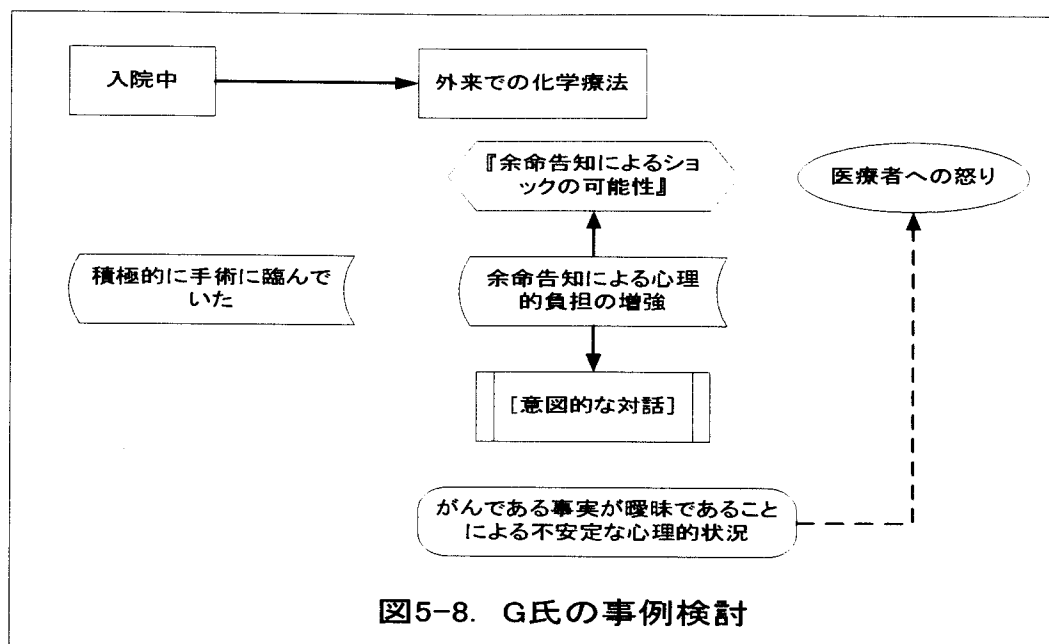 入院中
外来での化学療法
『余命告知によるショ
ックの可能性』
医療者への怒り
積極的に手術に臨んで
いた
余命告知による心理
的負担の増強
[意図的な対話]
がんである事実が曖昧であること
による不安定な心理的状況
図5-8. G氏の事例検討